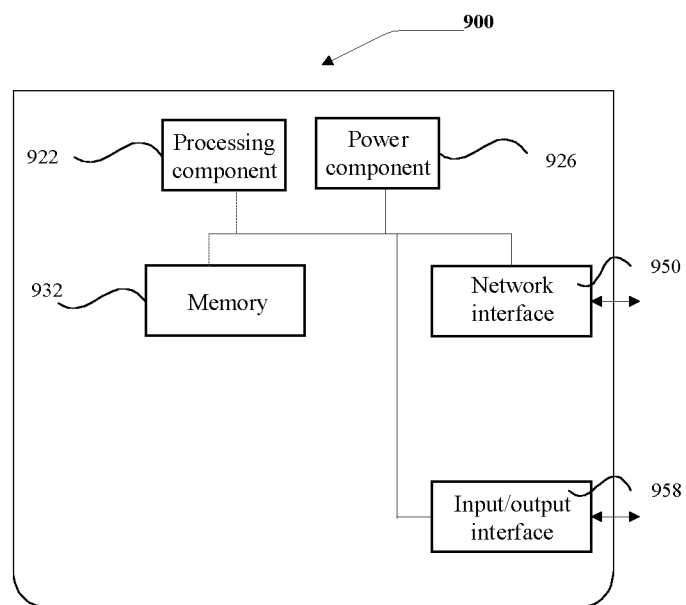 900
Processing
component
922
Power
component
926
932
Memory
Network
interface
950
Input/output
interface
958